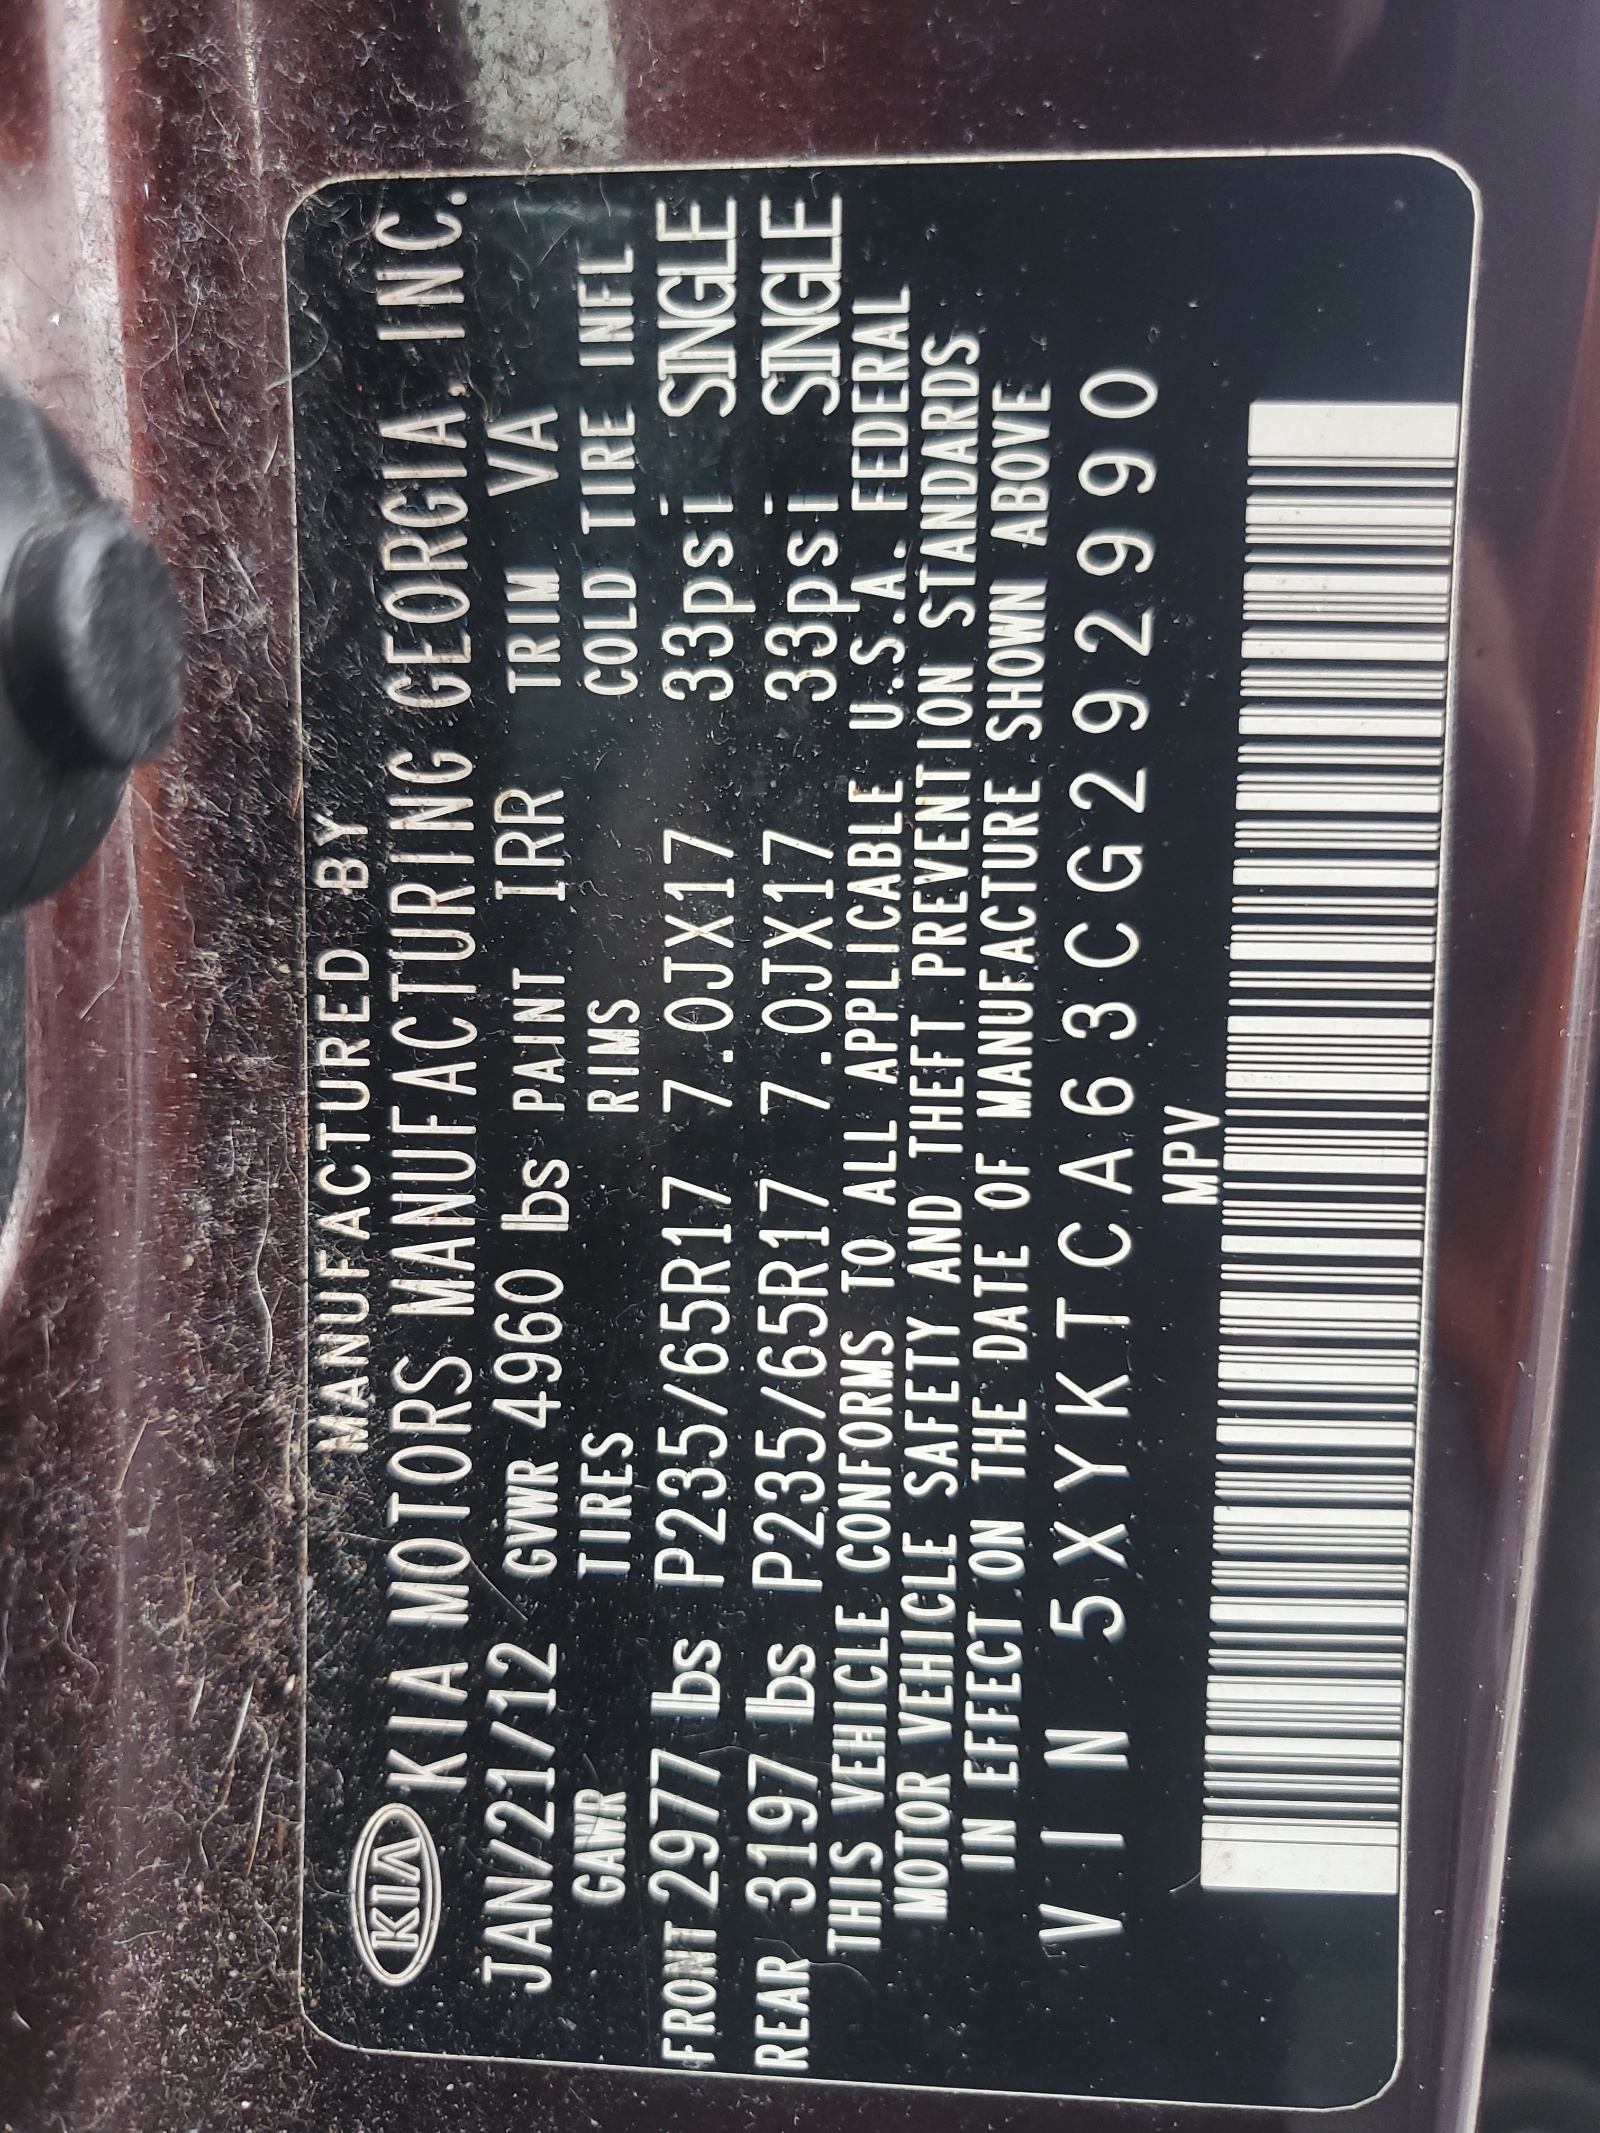 MANUFACTURED BY
KIA KIA MOTORS MANUFACTURING GEORGIA. INC.
JAN/21/12 GVWR 4960 lbs PAINT IRR TRIM VA
GAWR TIRES RIMS COLD TIRE INFL
FRONT 2977 lbs P235/65R17 7.0JX17 33psi SINGLE
REAR 3197 lbs P235/65R17 7.0JX17 33psi SINGLE
THIS VEHICLE CONFORMS TO ALL APPLICABLE U.S.A. FEDERAL
MOTOR VEHICLE SAFETY AND THEFT PREVENTION STANDARDS
IN EFFECT ON THE DATE OF MANUFACTURE SHOWN ABOVE
VIN 5XYKTCA63CG292990
MPV